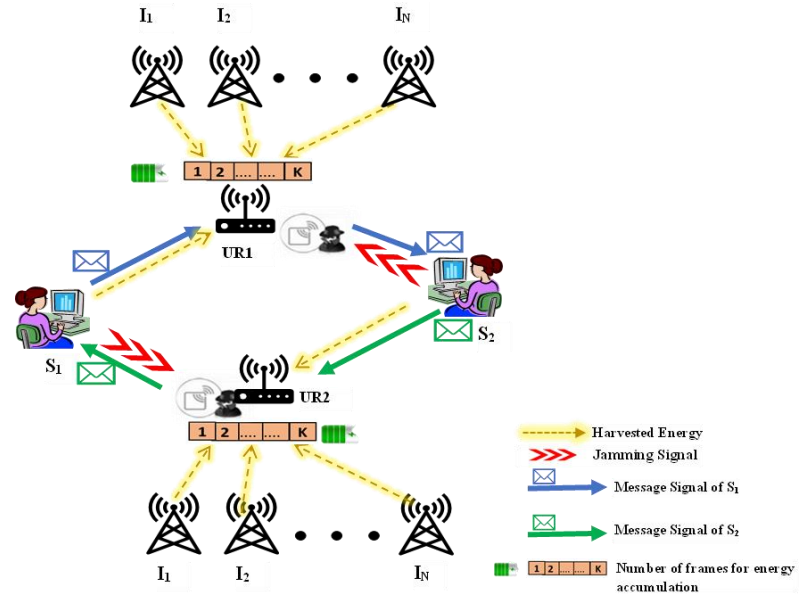 I1 I2 IN
1 2 .... .... K
UR1
S2
S1
UR2
1 2 .... .... K
Harvested Energy
Jamming Signal
Message Signal of S1
Message Signal of S2
1 2 .... .... K
Number of frames for energy
accumulation
I1 I2 IN